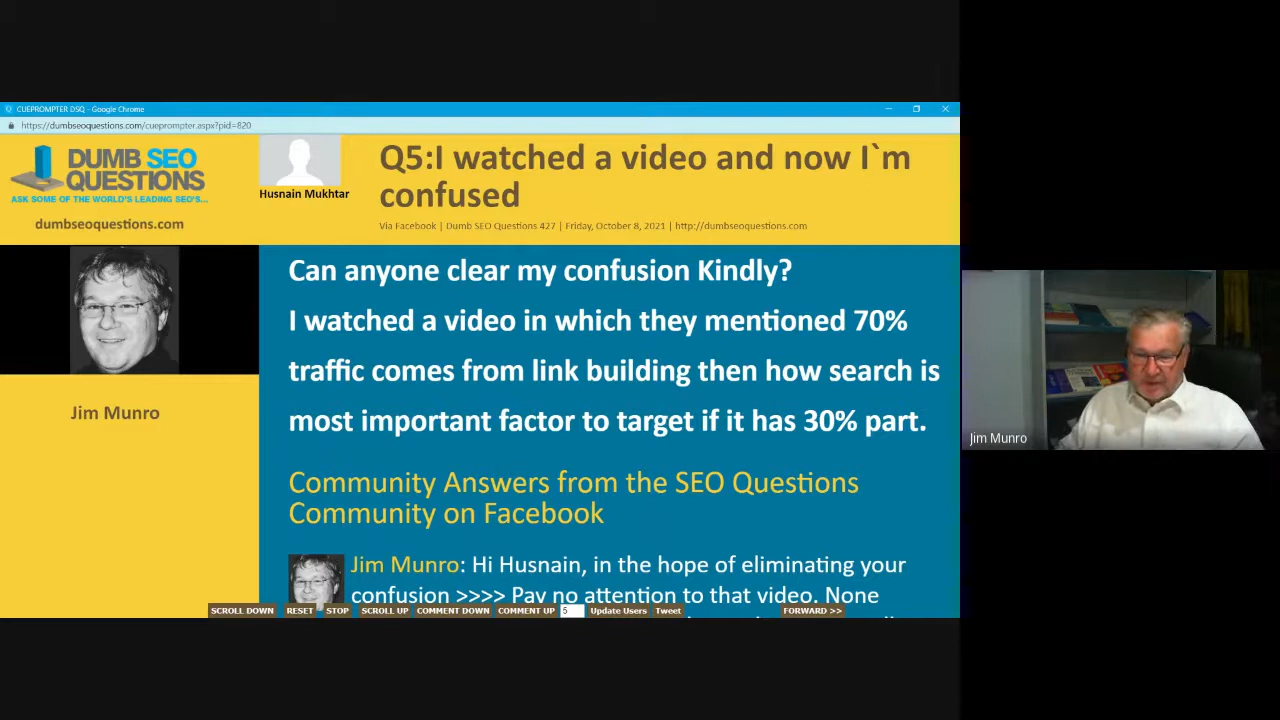 CUEPROMPTER DSQ - Google Chrome
https://dumbseoquestions.com/cueprompter.aspx?pid=820
DUMB SEO
QUESTIONS
ASK SOME OF THE WORLD'S LEADING SEO'S...
dumbseoquestions.com
Husnain Mukhtar
Q5:I watched a video and now I`m
confused
Via Facebook | Dumb SEO Questions 427 | Friday, October 8, 2021 | http://dumbseoquestions.com
Jim Munro
Can anyone clear my confusion Kindly?
I watched a video in which they mentioned 70%
traffic comes from link building then how search is
most important factor to target if it has 30% part.
Community Answers from the SEO Questions
Community on Facebook
Jim Munro: Hi Husnain, in the hope of eliminating your
confusion >>>> Pay no attention to that video. None
SCROLL DOWN RESET STOP SCROLL UP COMMENT DOWN COMMENT UP 5 Update Users Tweet FORWARD >>
Jim Munro